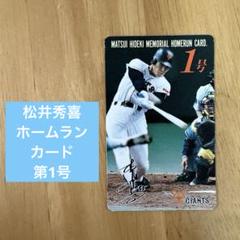 松井秀喜
ホームラン
カード
第1号
MATSUI HIDEKI MEMORIAL HOMERUN CARD.
1号
GIANTS